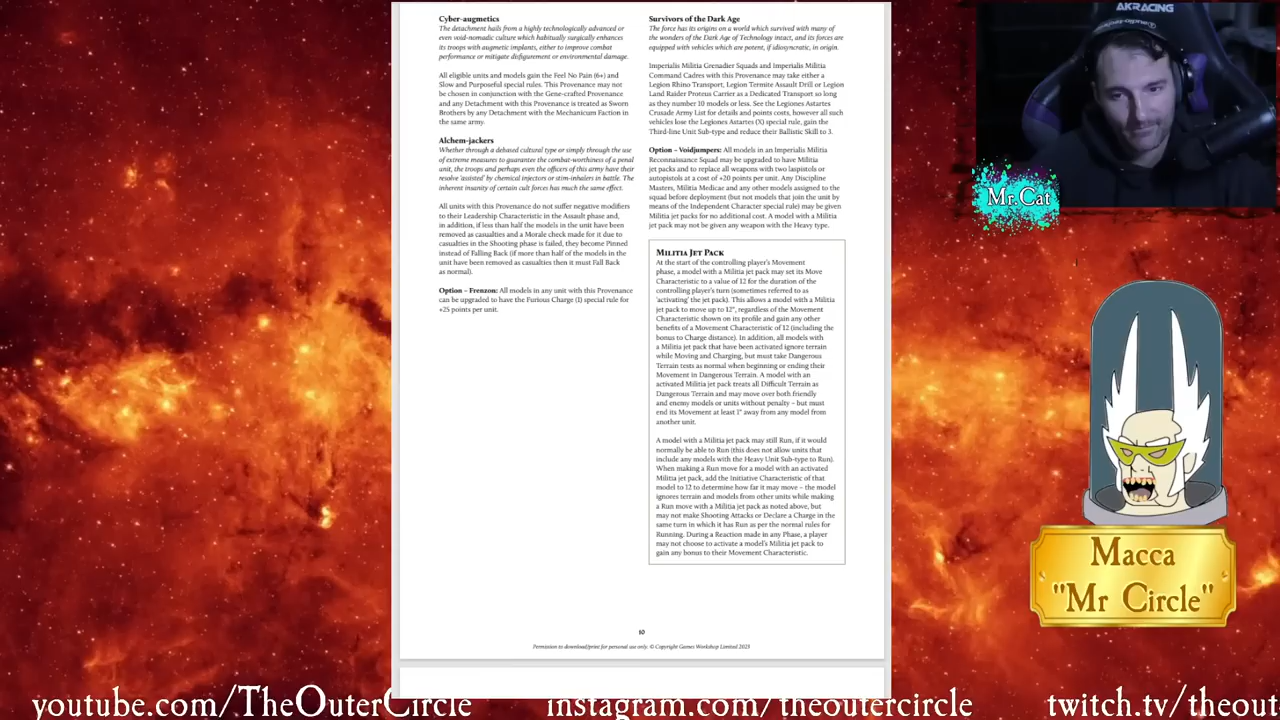 Cyber-augmetics
The detachment hails from a highly technologically advanced or
even void-nomadic culture which habitually surgically enhances
its troops with augmetic implants, either to improve combat
performance or mitigate disfigurement or environmental damage.
All eligible units and models gain the Feel No Pain (6+) and
Slow and Purposeful special rules. This Provenance may not
be chosen in conjunction with the Gene-crafted Provenance
and any Detachment with this Provenance is treated as Sworn
Brothers by any Detachment with the Mechanicum Faction in
the same army.
Alchem-jackers
Whether through a debased cultural type or simply through the use
of extreme measures to guarantee the combat-worthiness of a penal
unit, the troops and perhaps even the officers of this army have their
resolve 'assisted' by chemical injectors or stim-inhalers in battle. The
inherent insanity of certain cult forces has much the same effect.
All units with this Provenance do not suffer negative modifiers
to their Leadership Characteristic in the Assault phase and,
in addition, if less than half the models in the unit have been
removed as casualties and a Morale check made for it due to
casualties in the Shooting phase is failed, they become Pinned
instead of Falling Back (if more than half of the models in the
unit have been removed as casualties then it must Fall Back
as normal).
Option – Frenzon: All models in any unit with this Provenance
can be upgraded to have the Furious Charge (1) special rule for
+25 points per unit.
Survivors of the Dark Age
The force has its origins on a world which survived with many of
the wonders of the Dark Age of Technology intact, and its forces are
equipped with vehicles which are potent, if idiosyncratic, in origin.
Imperialis Militia Grenadier Squads and Imperialis Militia
Command Cadres with this Provenance may take either a
Legion Rhino Transport, Legion Termite Assault Drill or Legion
Land Raider Proteus Carrier as a Dedicated Transport so long
as they number 10 models or less. See the Legiones Astartes
Crusade Army List for details and points costs, however all such
vehicles lose the Legiones Astartes (X) special rule, gain the
Third-line Unit Sub-type and reduce their Ballistic Skill to 3.
Option – Voidjumpers: All models in an Imperialis Militia
Reconnaissance Squad may be upgraded to have Militia
jet packs and to replace all weapons with two laspistols or
autopistols at a cost of +20 points per unit. Any Discipline
Masters, Militia Medicae and any other models assigned to the
squad before deployment (but not models that join the unit by
means of the Independent Character special rule) may be given
Militia jet packs for no additional cost. A model with a Militia
jet pack may not be given any weapon with the Heavy type.
Militia Jet Pack
At the start of the controlling player's Movement
phase, a model with a Militia jet pack may set its Move
Characteristic to a value of 12 for the duration of the
controlling player's turn (sometimes referred to as
'activating' the jet pack). This allows a model with a Militia
jet pack to move up to 12", regardless of the Movement
Characteristic shown on its profile and gain any other
benefits of a Movement Characteristic of 12 (including the
bonus to Charge distance). In addition, all models with
a Militia jet pack that have been activated ignore terrain
while Moving and Charging, but must take Dangerous
Terrain tests as normal when beginning or ending their
Movement in Dangerous Terrain. A model with an
activated Militia jet pack treats all Difficult Terrain as
Dangerous Terrain and may move over both friendly
and enemy models or units without penalty – but must
end its Movement at least 1" away from any model from
another unit.
A model with a Militia jet pack may still Run, if it would
normally be able to Run (this does not allow units that
include any models with the Heavy Unit Sub-type to Run).
When making a Run move for a model with an activated
Militia jet pack, add the Initiative Characteristic of that
model to 12 to determine how far it may move – the model
ignores terrain and models from other units while making
a Run move with a Militia jet pack as noted above, but
may not make Shooting Attacks or Declare a Charge in the
same turn in which it has Run as per the normal rules for
Running. During a Reaction made in any Phase, a player
may not choose to activate a model's Militia jet pack to
gain any bonus to their Movement Characteristic.
10
Permission to download/print for personal use only. © Copyright Games Workshop Limited 2023
AKRACING
Mr.Cat
Macca
"Mr Circle"
youtube.com/TheOuterCircle
instagram.com/theoutercircle
twitch.tv/theout